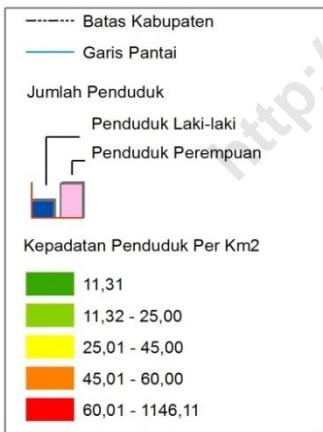 Batas Kabupaten
Garis Pantai
Jumlah Penduduk
Penduduk Laki-laki
Penduduk Perempuan
Kepadatan Penduduk Per Km2
11,31
11,32 - 25,00
25,01 - 45,00
45,01 - 60,00
60,01 - 1146,11
http:/